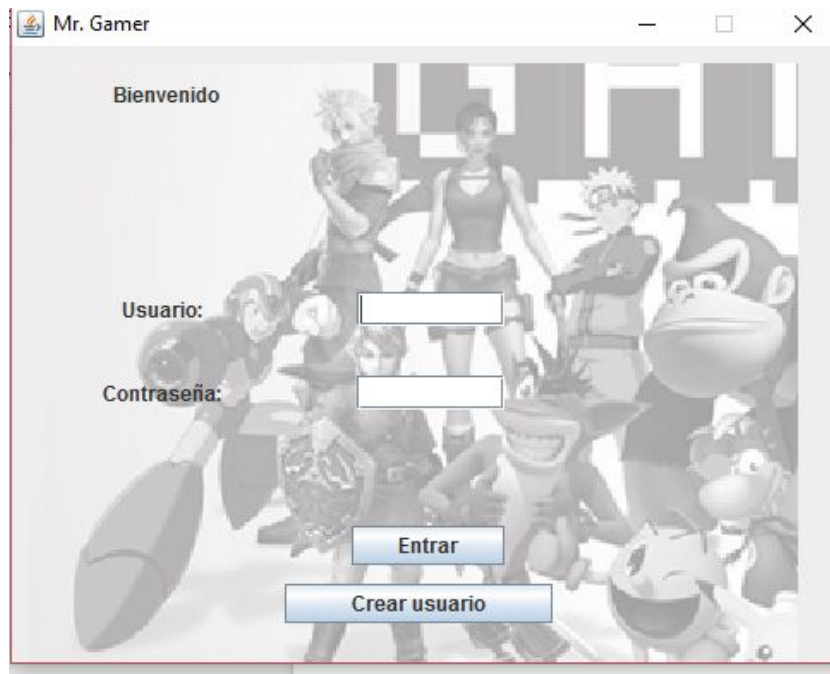 Mr. Gamer
Bienvenido
Usuario:
Contraseña:
Entrar
Crear usuario